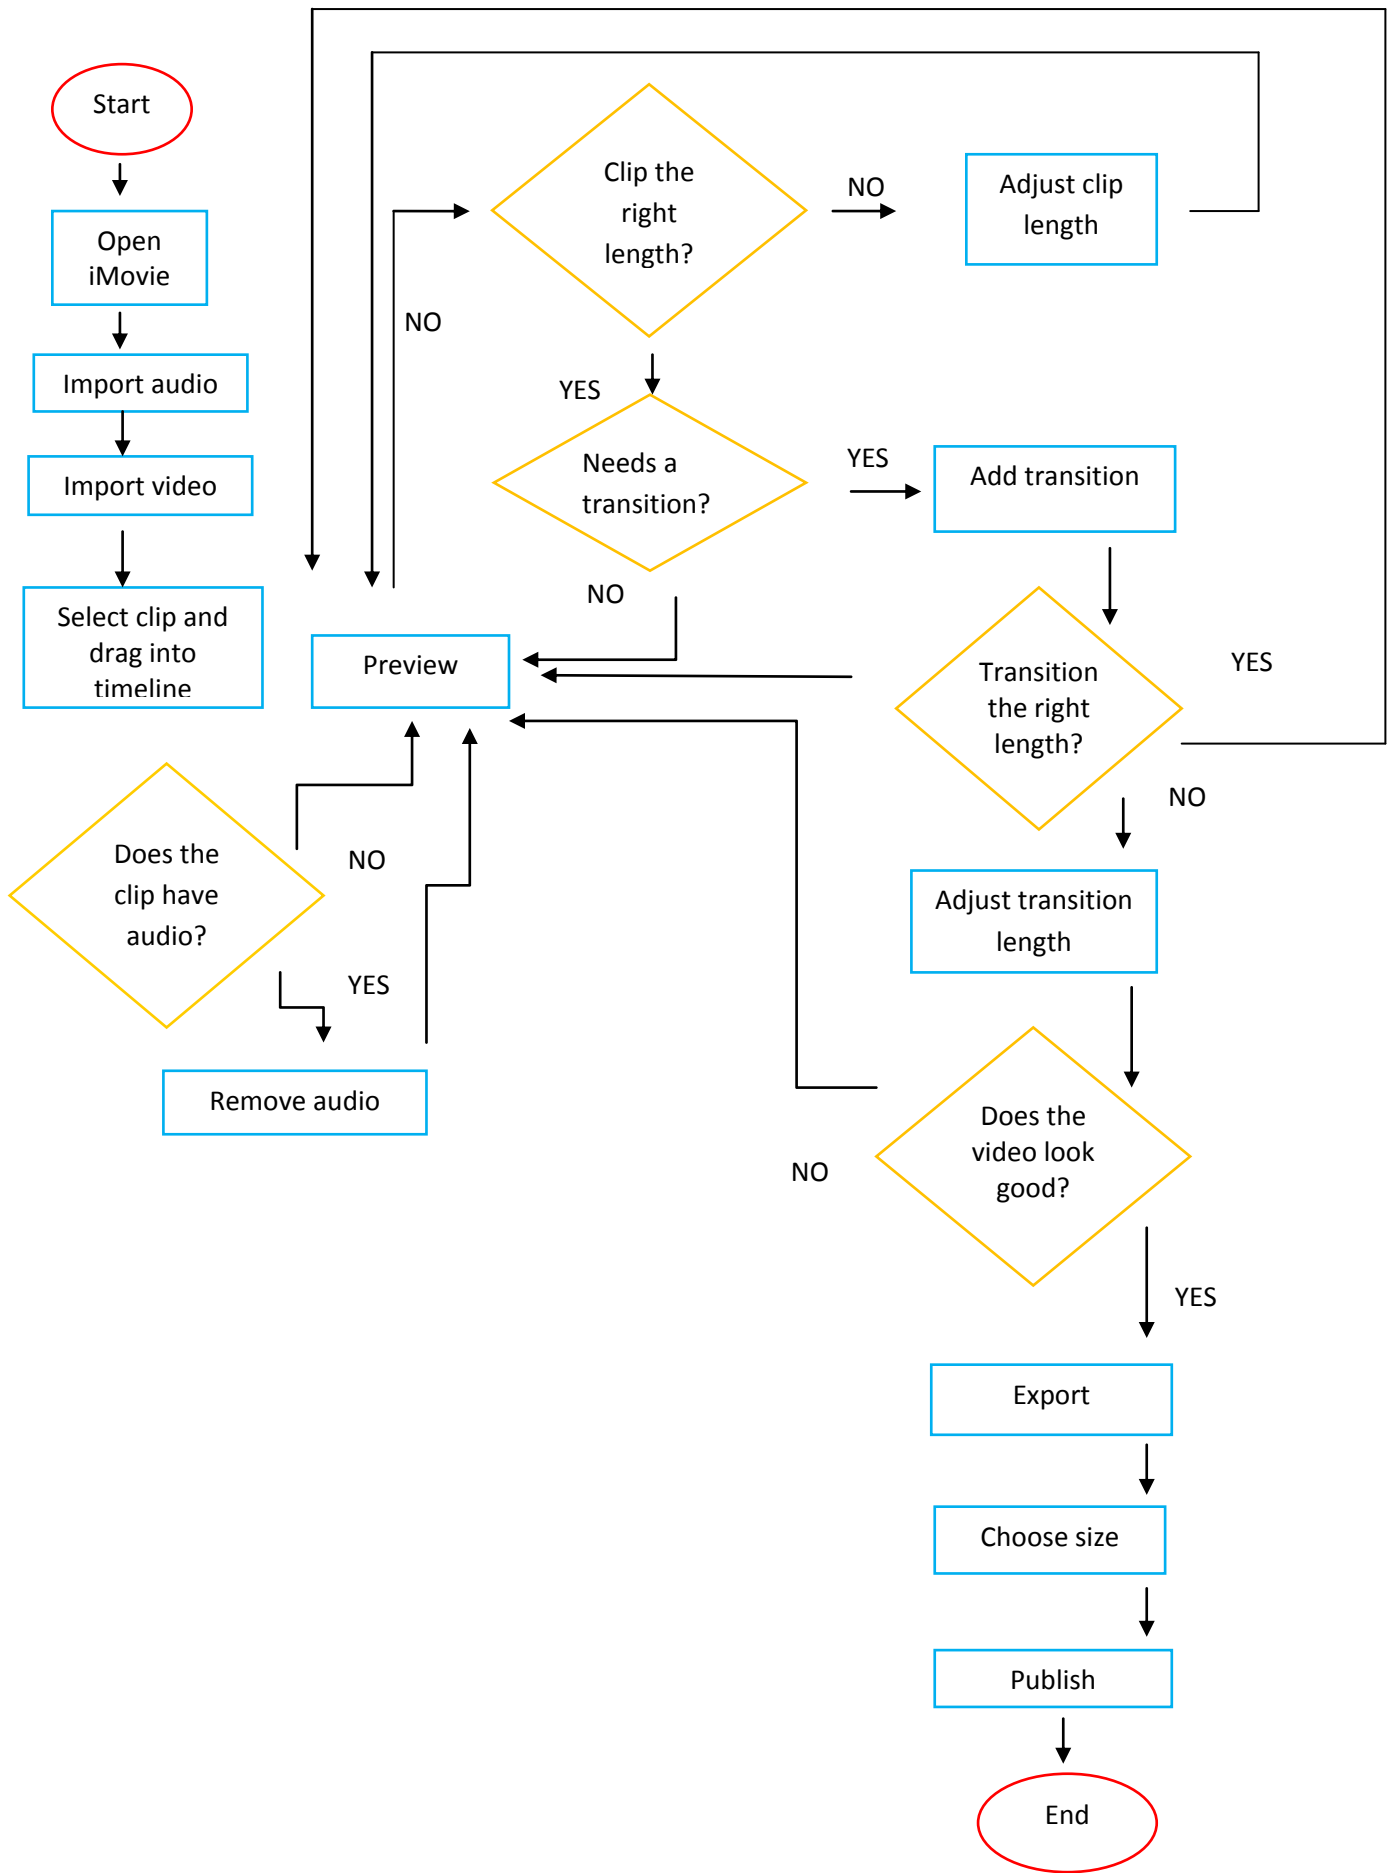 Start
Open
iMovie
Import audio
Import video
Select clip and
drag into
timeline
Does the
clip have
audio?
NO
YES
Remove audio
Preview
NO
Clip the
right
length?
NO
Adjust clip
length
YES
Needs a
transition?
YES
Add transition
NO
Transition
the right
length?
YES
NO
Adjust transition
length
Does the
video look
good?
NO
YES
Export
Choose size
Publish
End